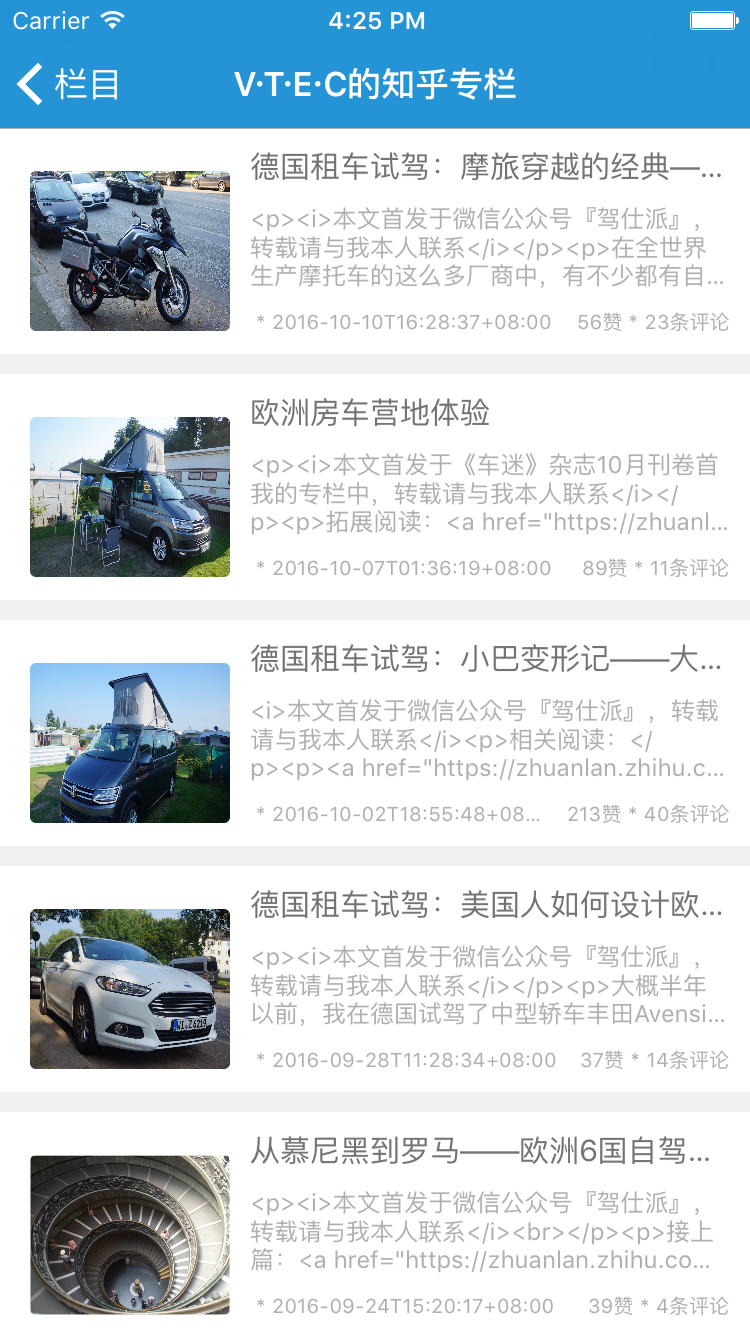 Carrier 4:25 PM
栏目 V·T·E·C的知乎专栏
德国租车试驾：摩旅穿越的经典—...
<p><i>本文首发于微信公众号『驾仕派』，
转载请与我本人联系</i></p><p>在全世界
生产摩托车的这么多厂商中，有不少都有自...
* 2016-10-10T16:28:37+08:00 56赞 * 23条评论
欧洲房车营地体验
<p><i>本文首发于《车迷》杂志10月刊卷首
我的专栏中，转载请与我本人联系</i></
p><p>拓展阅读：<a href="https://zhuanl...
* 2016-10-07T01:36:19+08:00 89赞 * 11条评论
德国租车试驾：小巴变形记——大...
<i>本文首发于微信公众号『驾仕派』，转载
请与我本人联系</i><p>相关阅读：</
p><p><a href="https://zhuanlan.zhihu.c...
* 2016-10-02T18:55:48+08... 213赞 * 40条评论
德国租车试驾：美国人如何设计欧...
<p><i>本文首发于微信公众号『驾仕派』，
转载请与我本人联系</i></p><p>大概半年
以前，我在德国试驾了中型轿车丰田Avensi...
* 2016-09-28T11:28:34+08:00 37赞 * 14条评论
从慕尼黑到罗马——欧洲6国自驾...
<p><i>本文首发于微信公众号『驾仕派』，
转载请与我本人联系</i><br></p><p>接上
篇：<a href="https://zhuanlan.zhihu.co...
* 2016-09-24T15:20:17+08:00 39赞 * 4条评论